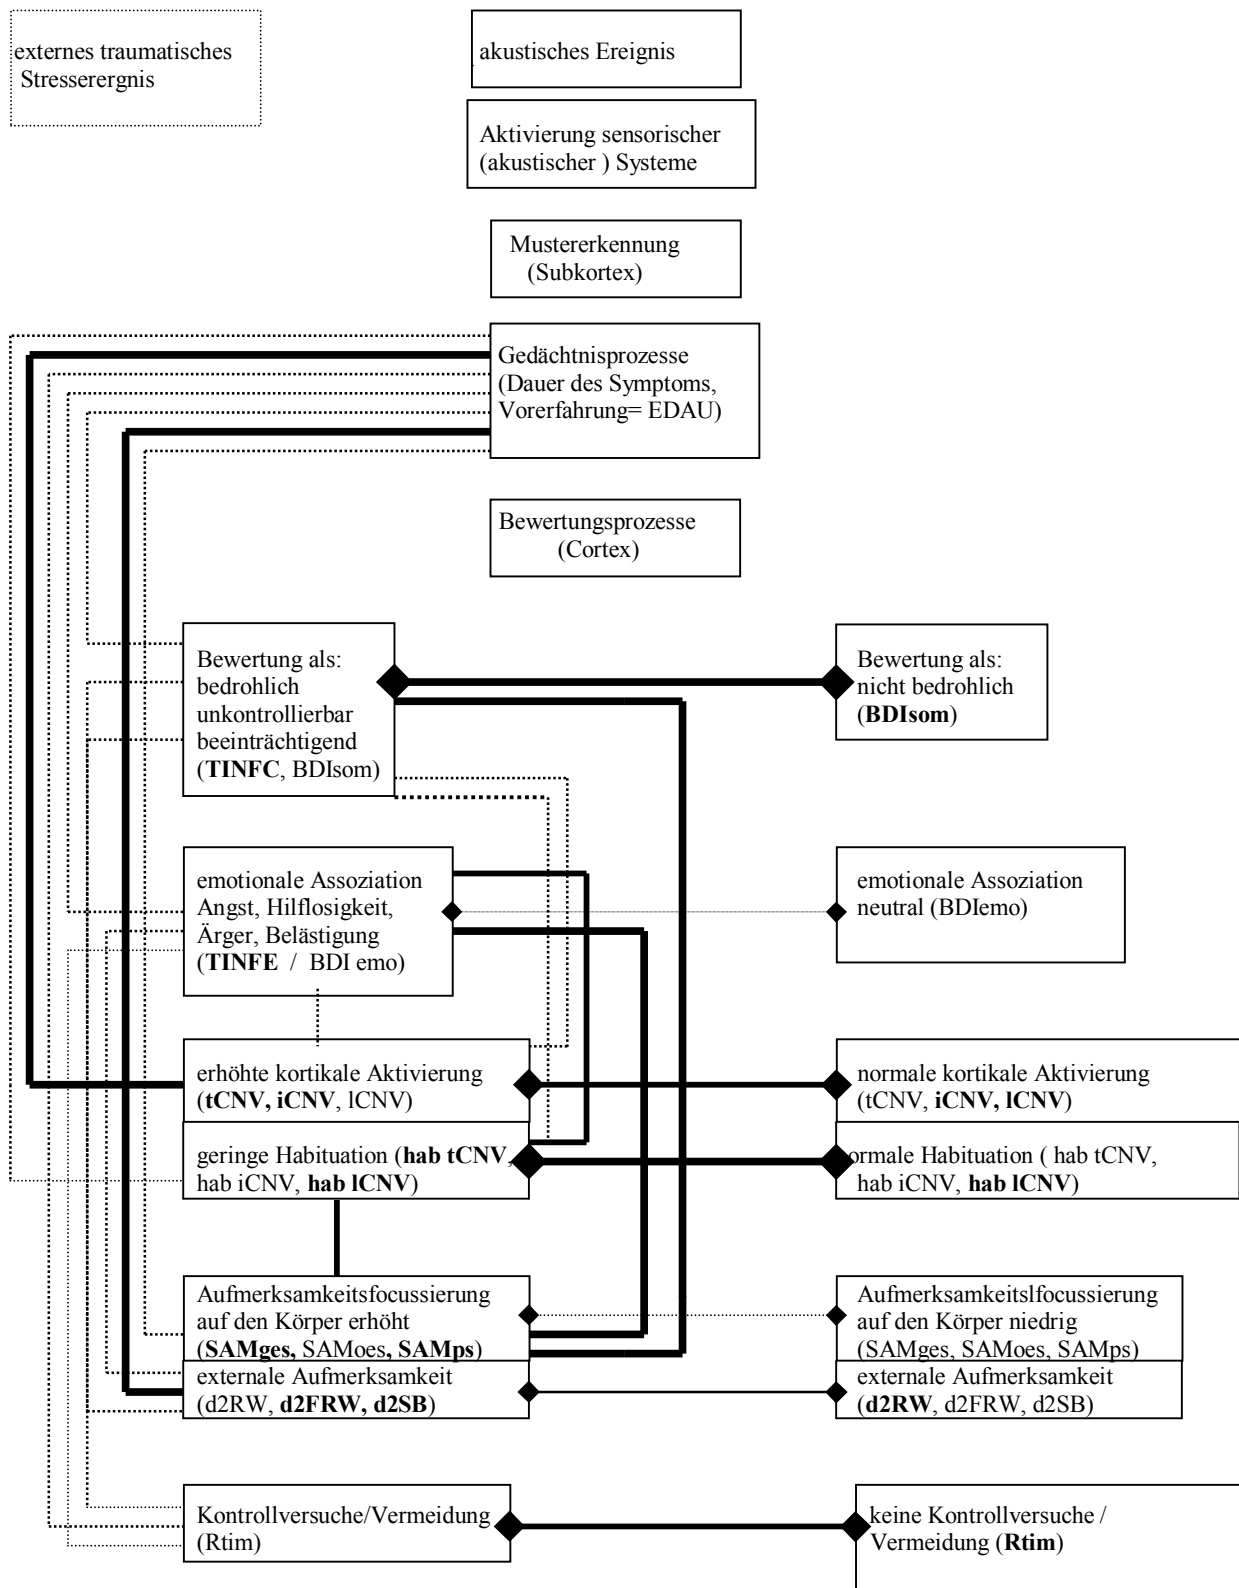 externes traumatisches
Stresserergnis
akustisches Ereignis
Aktivierung sensorischer
(akustischer ) Systeme
Mustererkennung
(Subkortex)
Gedächtnisprozesse
(Dauer des Symptoms,
Vorerfahrung= EDAU)
Bewertungsprozesse
(Cortex)
Bewertung als:
bedrohlich
unkontrollierbar
beeinträchtigend
(TINFC, BDIsom)
Bewertung als:
nicht bedrohlich
(BDIsom)
emotionale Assoziation
Angst, Hilflosigkeit,
Ärger, Belästigung
(TINFE / BDI emo)
emotionale Assoziation
neutral (BDIemo)
erhöhte kortikale Aktivierung
(tCNV, iCNV, lCNV)
normale kortikale Aktivierung
(tCNV, iCNV, lCNV)
geringe Habituation (hab tCNV,
hab iCNV, hab lCNV)
ormale Habituation ( hab tCNV,
hab iCNV, hab lCNV)
Aufmerksamkeitsfocussierung
auf den Körper erhöht
(SAMges, SAMoes, SAMps)
Aufmerksamkeitslfocussierung
auf den Körper niedrig
(SAMges, SAMoes, SAMps)
externale Aufmerksamkeit
(d2RW, d2FRW, d2SB)
externale Aufmerksamkeit
(d2RW, d2FRW, d2SB)
Kontrollversuche/Vermeidung
(Rtim)
keine Kontrollversuche /
Vermeidung (Rtim)